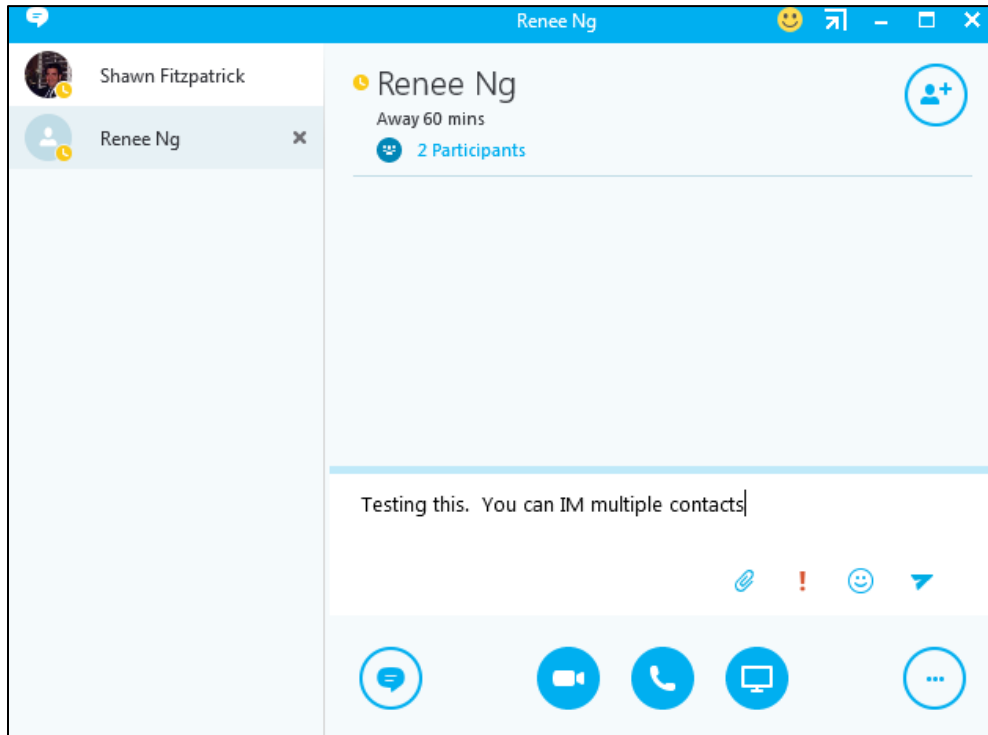 Renee Ng
Shawn Fitzpatrick
Renee Ng
Renee Ng
Away 60 mins
2 Participants
Testing this.  You can IM multiple contacts